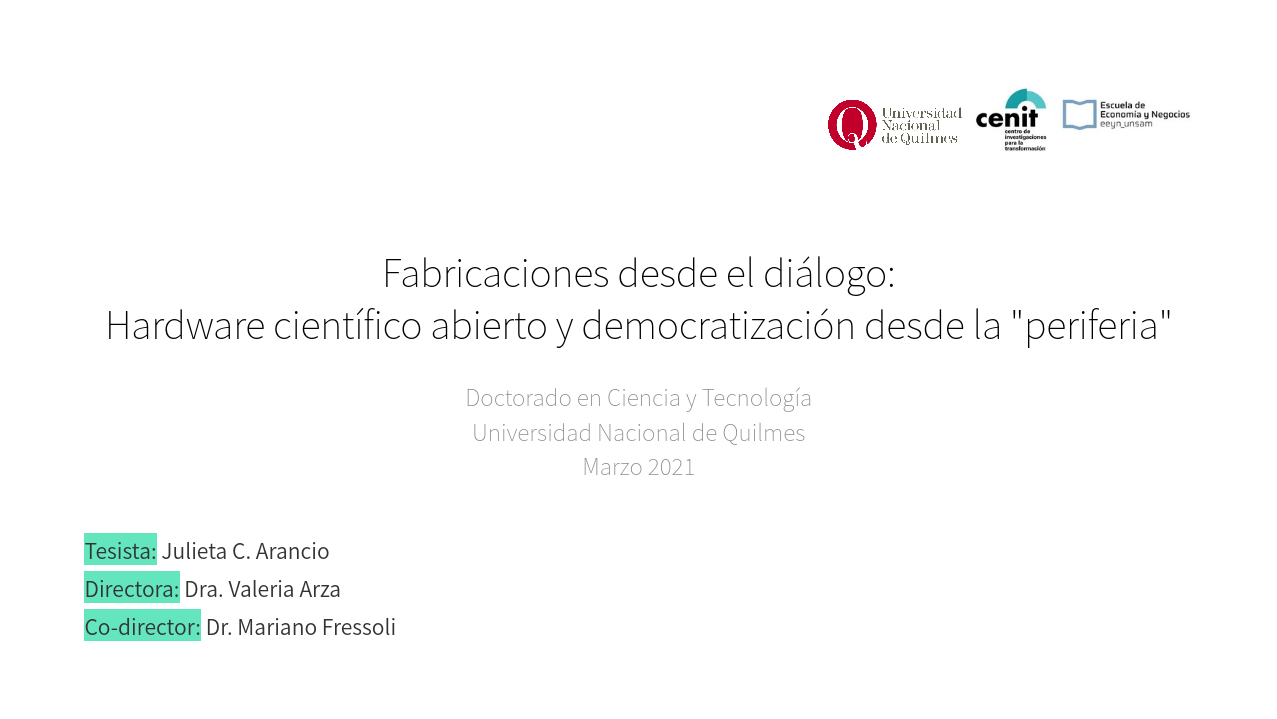 Universidad
Nacional
de Quilmes
cenit
centro de
investigaciones
para la
transformación
Escuela de
Economía y Negocios
eeyn_unsam
Fabricaciones desde el diálogo:
Hardware científico abierto y democratización desde la "periferia"
Doctorado en Ciencia y Tecnología
Universidad Nacional de Quilmes
Marzo 2021
Tesista: Julieta C. Arancio
Directora: Dra. Valeria Arza
Co-director: Dr. Mariano Fressoli